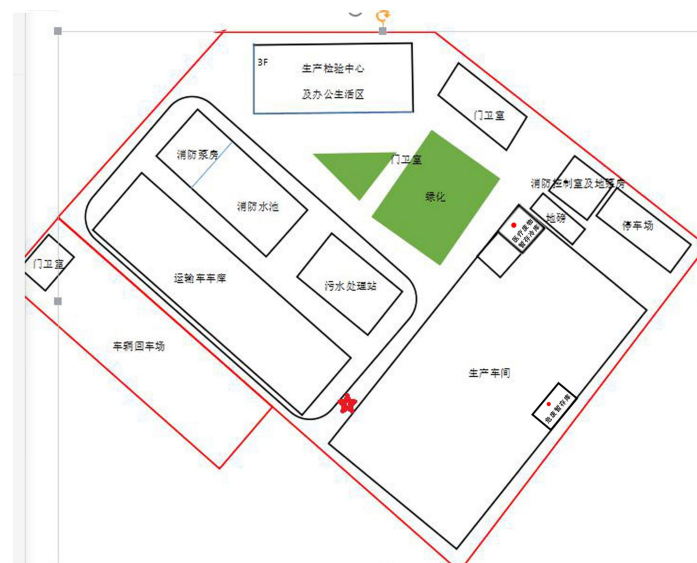 3F
生产检验中心
及办公生活区
门卫室
消防泵房
门卫室
消防控制室及地泵房
绿化
消防水池
地磅
停车场
医疗废物
暂存冷库
门卫室
运输车车库
污水处理站
车辆回车场
生产车间
危废暂存库